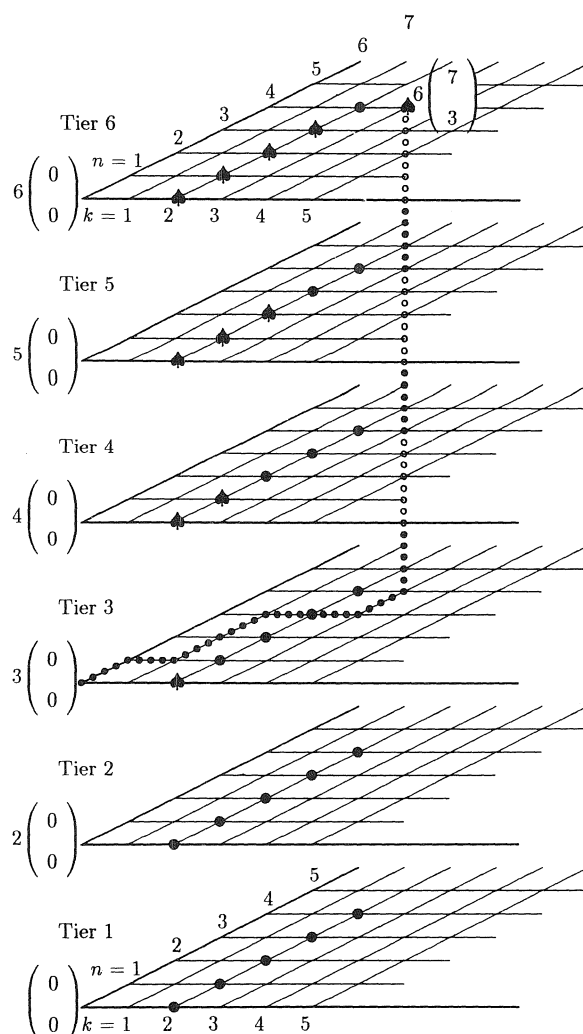 7
6
5
4
3
2
n = 1
Tier 6
6 ( 0 0 )
6 ( 7 3 )
k = 1 2 3 4 5
Tier 5
5 ( 0 0 )
Tier 4
4 ( 0 0 )
Tier 3
3 ( 0 0 )
Tier 2
2 ( 0 0 )
5
4
3
2
n = 1
Tier 1
( 0 0 )
k = 1 2 3 4 5